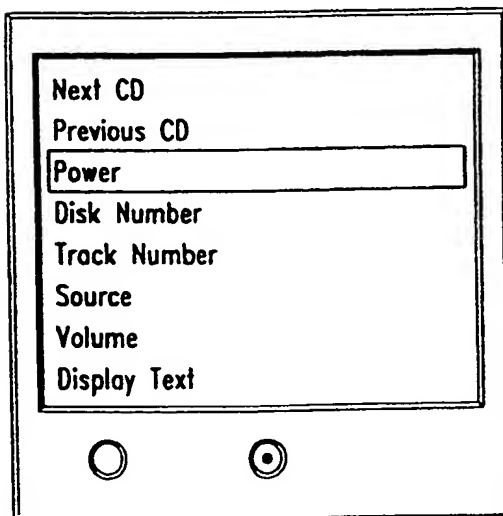 Next CD
Previous CD
Power
Disk Number
Track Number
Source
Volume
Display Text